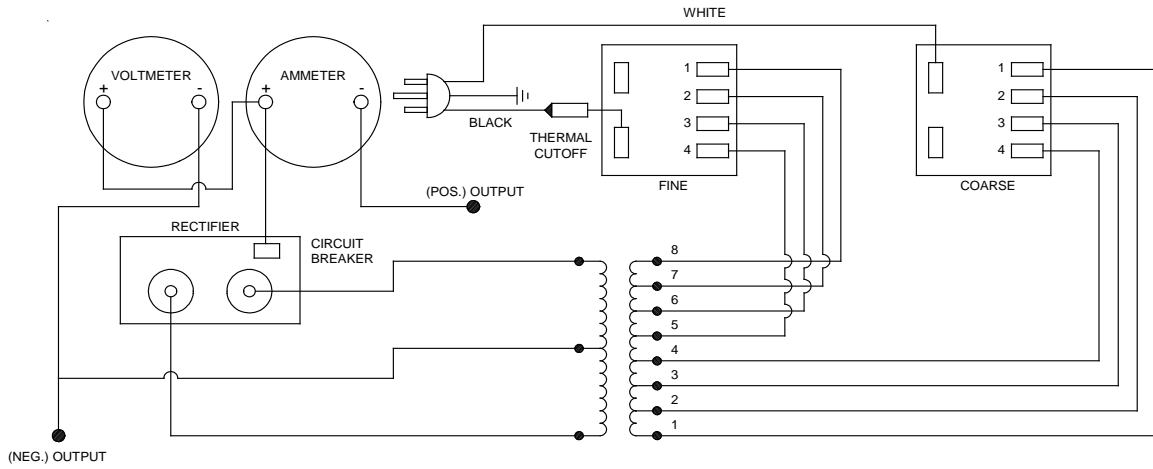 WHITE
VOLTMETER
+
-
AMMETER
+
-
BLACK
THERMAL
CUTOFF
1
2
3
4
FINE
1
2
3
4
COARSE
(POS.) OUTPUT
RECTIFIER
CIRCUIT
BREAKER
8
7
6
5
4
3
2
1
(NEG.) OUTPUT